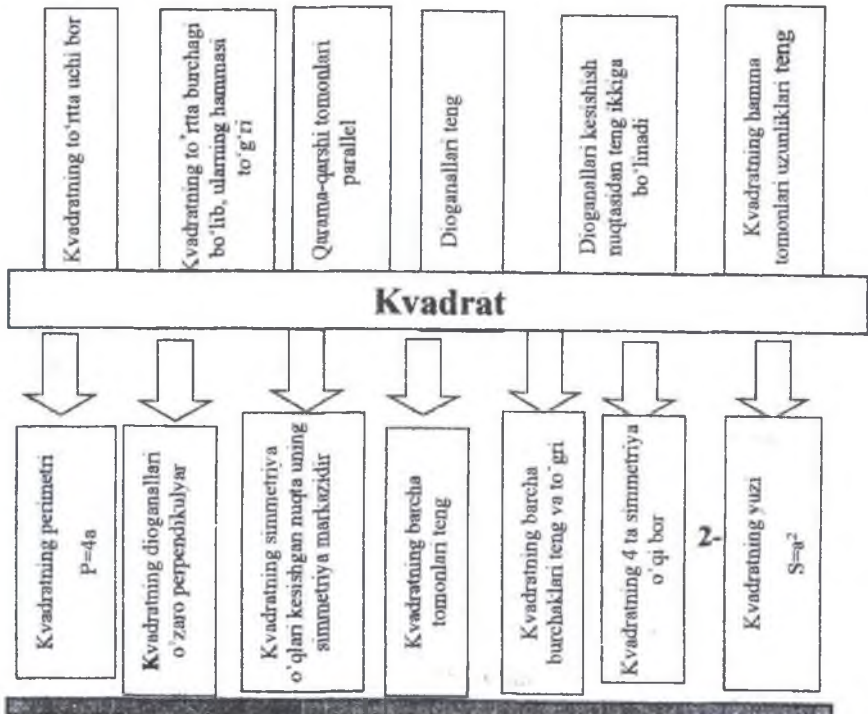 Kvadratning to'rtta uchi bor
Kvadratning to'rtta burchagi
bo'lib, ularning hammasi
to'g'ri
Qarama-qarshi tomonlari
parallel
Dioganallari teng
Dioganallari kesishish
nuqtasidan teng ikkiga
bo'linadi
Kvadratning hamma
tomonlari uzunliklari teng
Kvadrat
Kvadratning perimetri
P=4a
Kvadratning dioganallari
o'zaro perpendikulyar
Kvadratning simmetriya
o'qlari kesishgan nuqta uning
simmetriya markazidir
Kvadratning barcha
tomonlari teng
Kvadratning barcha
burchaklari teng va to'gri
Kvadratning 4 ta simmetriya
o'qi bor
2-
Kvadratning yuzi
S=a²